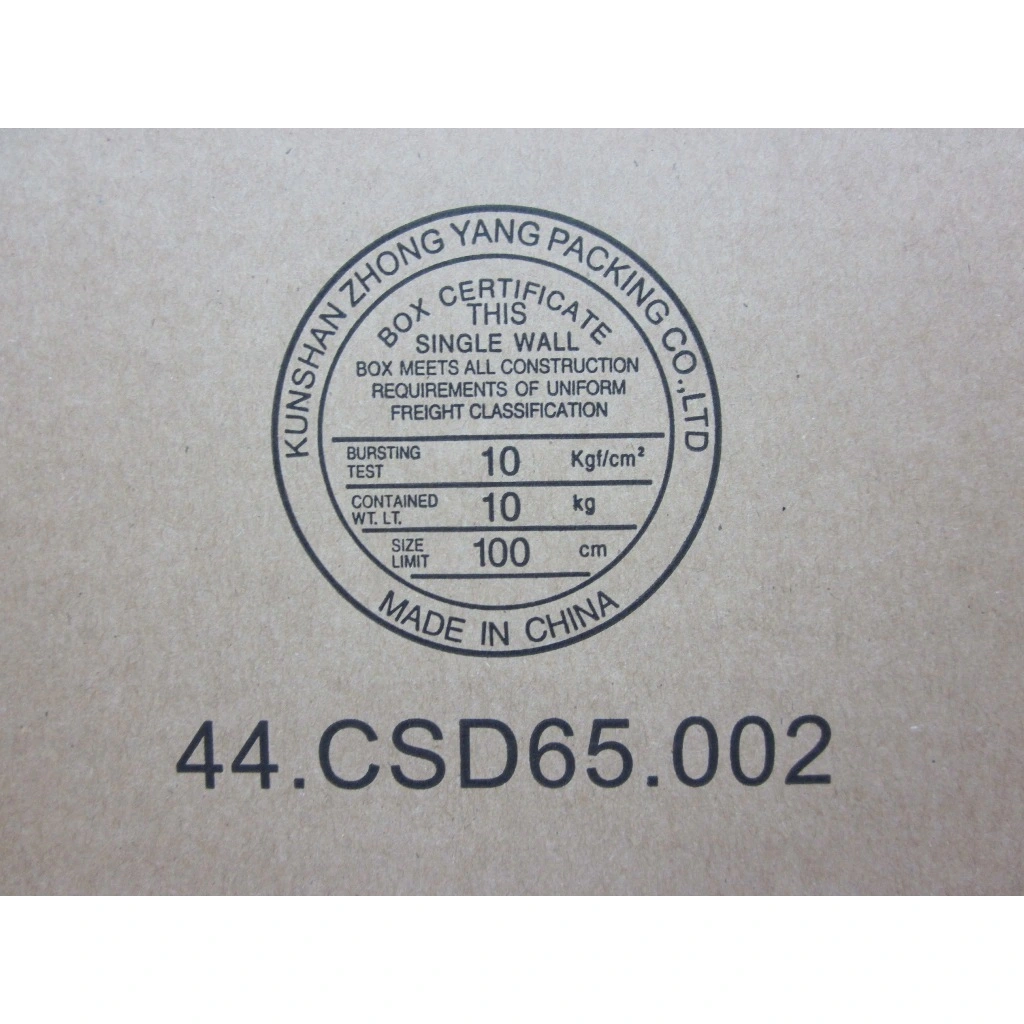 KUNSHAN ZHONG YANG PACKING CO.,LTD
BOX CERTIFICATE
THIS
SINGLE WALL
BOX MEETS ALL CONSTRUCTION
REQUIREMENTS OF UNIFORM
FREIGHT CLASSIFICATION
BURSTING TEST 10 Kgf/cm²
CONTAINED WT. LT. 10 kg
SIZE LIMIT 100 cm
MADE IN CHINA
44.CSD65.002